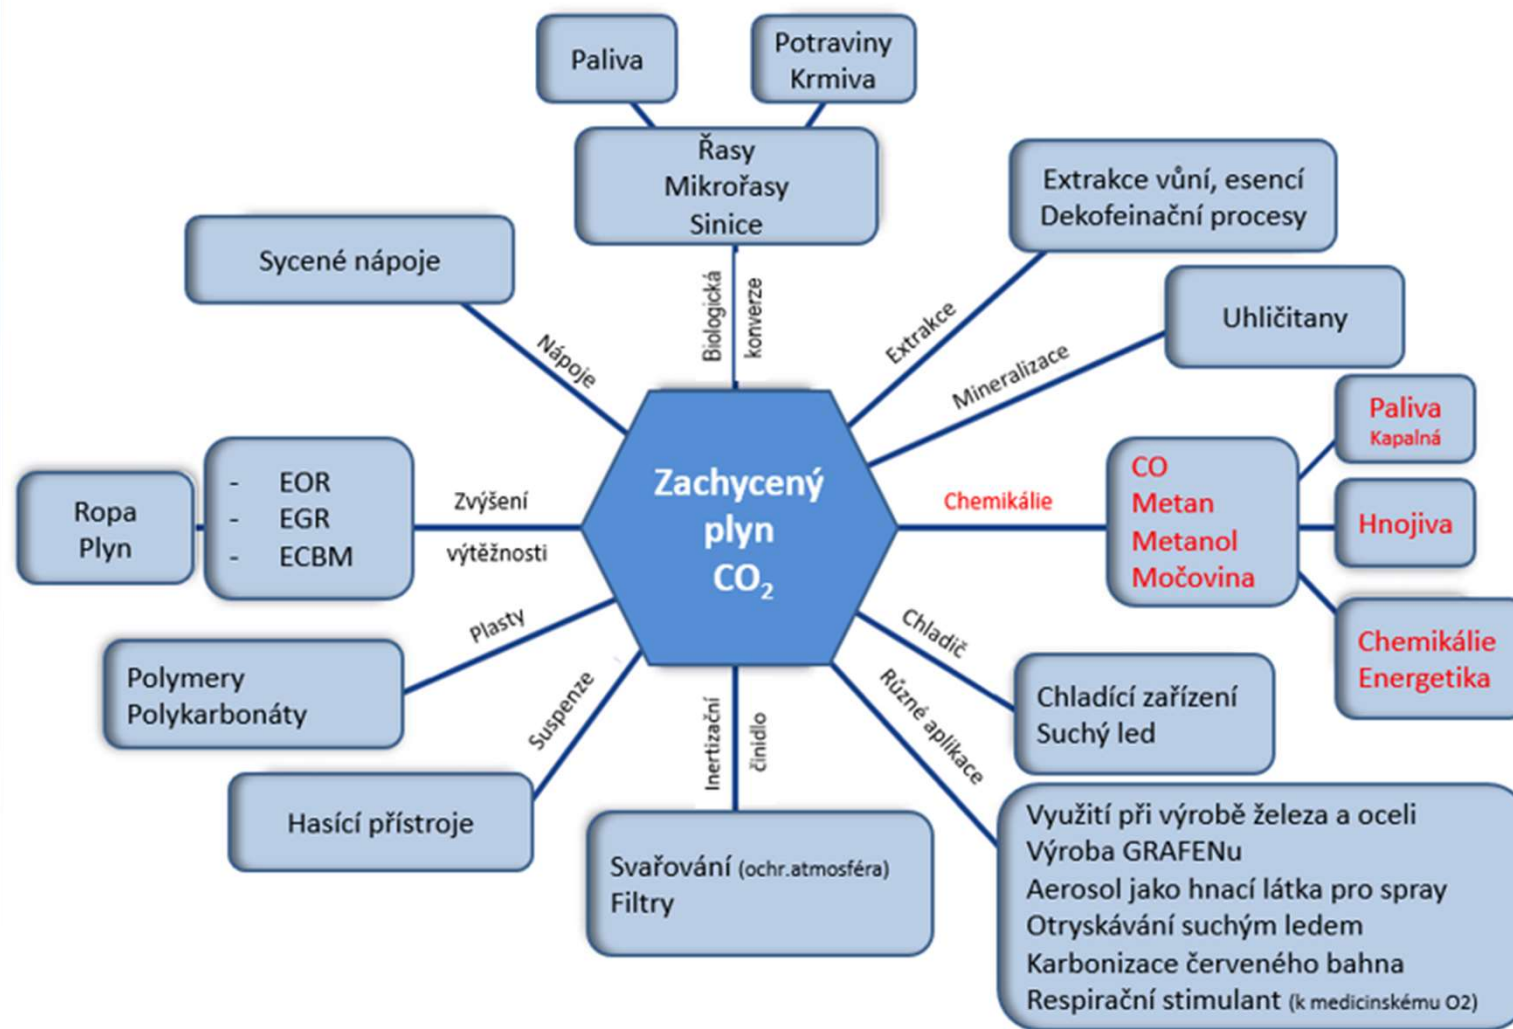 Paliva
Potraviny
Krmiva
Řasy
Mikrořasy
Sinice
Extrakce vůní, esencí
Dekofeinační procesy
Sycené nápoje
Uhličitany
Biologická
konverze
Nápoje
Extrakce
Mineralizace
Paliva
Kapalná
Ropa
Plyn
- EOR
- EGR
- ECBM
Zvýšení
výtěžnosti
Zachycený
plyn
CO₂
Chemikálie
CO
Metan
Metanol
Močovina
Hnojiva
Chemikálie
Energetika
Plasty
Polymery
Polykarbonáty
Suspenze
Hasící přístroje
Inertizační
činidlo
Svařování (ochr.atmosféra)
Filtry
Chladič
Chladící zařízení
Suchý led
Různé aplikace
Využití při výrobě železa a oceli
Výroba GRAFENu
Aerosol jako hnací látka pro spray
Otryskávání suchým ledem
Karbonizace červeného bahna
Respirační stimulant (k medicinskému O2)